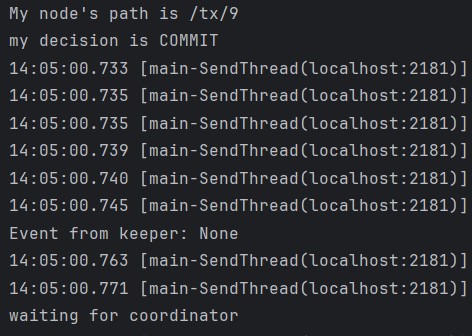 My node's path is /tx/9
my decision is COMMIT
14:05:00.733 [main-SendThread(localhost:2181)]
14:05:00.735 [main-SendThread(localhost:2181)]
14:05:00.735 [main-SendThread(localhost:2181)]
14:05:00.739 [main-SendThread(localhost:2181)]
14:05:00.740 [main-SendThread(localhost:2181)]
14:05:00.745 [main-SendThread(localhost:2181)]
Event from keeper: None
14:05:00.763 [main-SendThread(localhost:2181)]
14:05:00.771 [main-SendThread(localhost:2181)]
waiting for coordinator